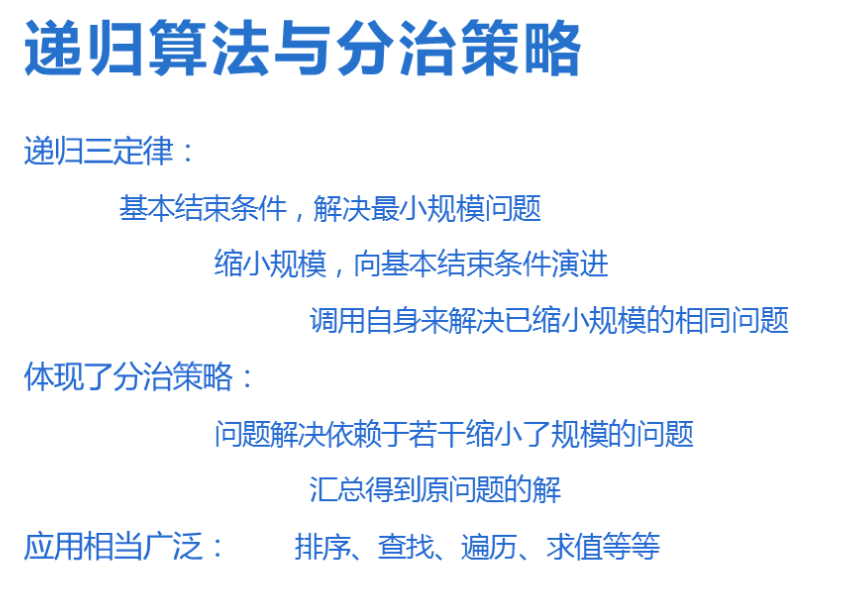 递归算法与分治策略
递归三定律：
基本结束条件，解决最小规模问题
缩小规模，向基本结束条件演进
调用自身来解决已缩小规模的相同问题
体现了分治策略：
问题解决依赖于若干缩小了规模的问题
汇总得到原问题的解
应用相当广泛： 排序、查找、遍历、求值等等